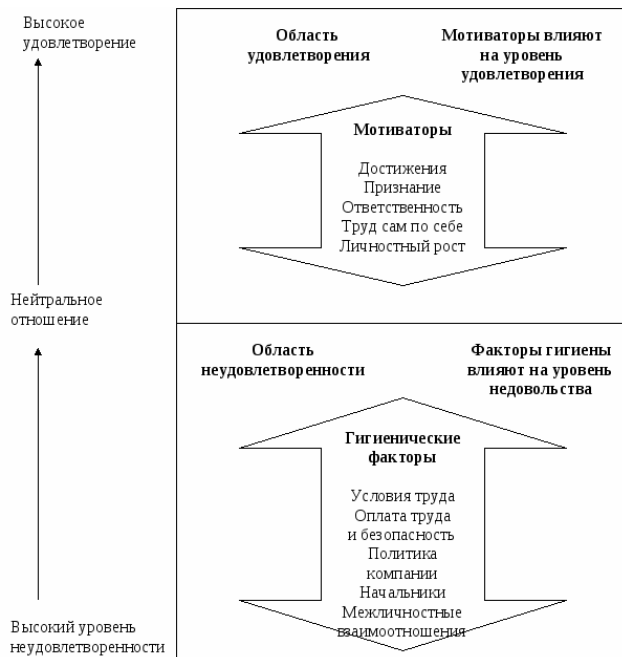 Высокое
удовлетворение
Область
удовлетворения
Мотиваторы влияют
на уровень
удовлетворения
Мотиваторы
Достижения
Признание
Ответственность
Труд сам по себе
Личностный рост
Нейтральное
отношение
Область
неудовлетворенности
Факторы гигиены
влияют на уровень
недовольства
Гигиенические
факторы
Условия труда
Оплата труда
и безопасность
Политика
компании
Начальники
Межличностные
взаимоотношения
Высокий уровень
неудовлетворенности